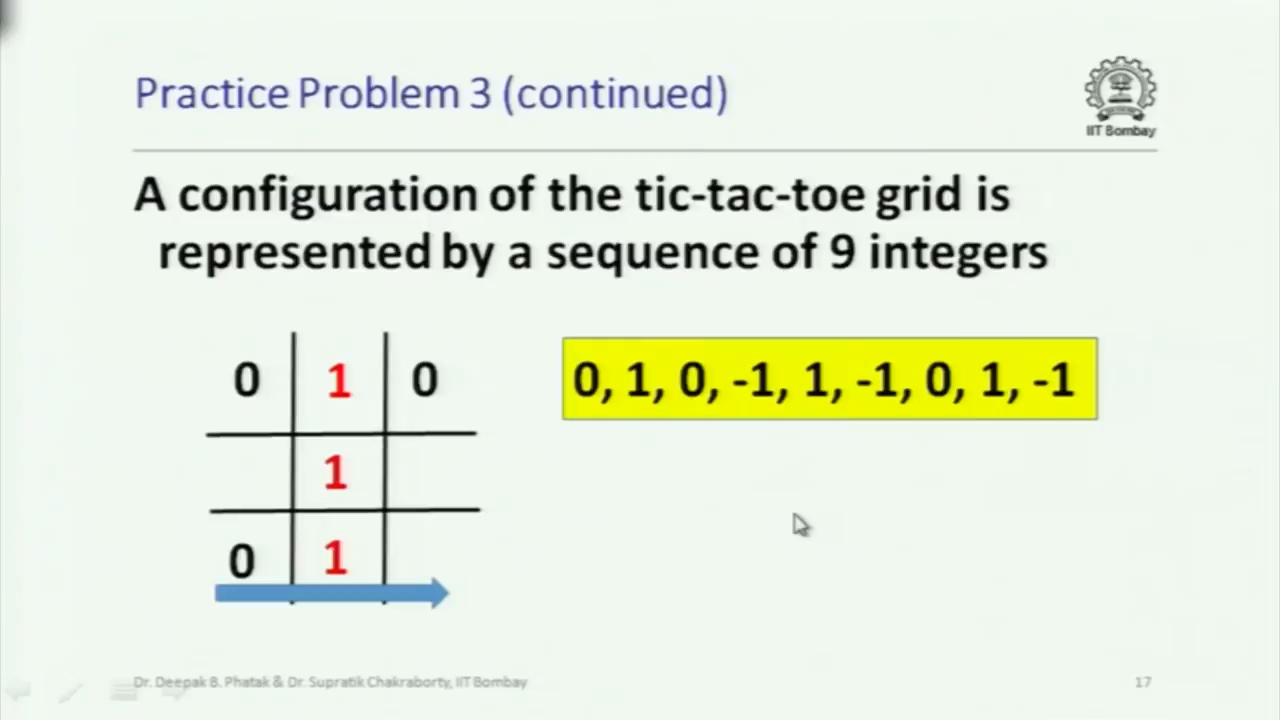 Practice Problem 3 (continued)
IIT Bombay
A configuration of the tic-tac-toe grid is
represented by a sequence of 9 integers
0 1 0
0, 1, 0, -1, 1, -1, 0, 1, -1
1
0 1
Dr. Deepak B. Phatak & Dr. Supratik Chakraborty, IIT Bombay
17